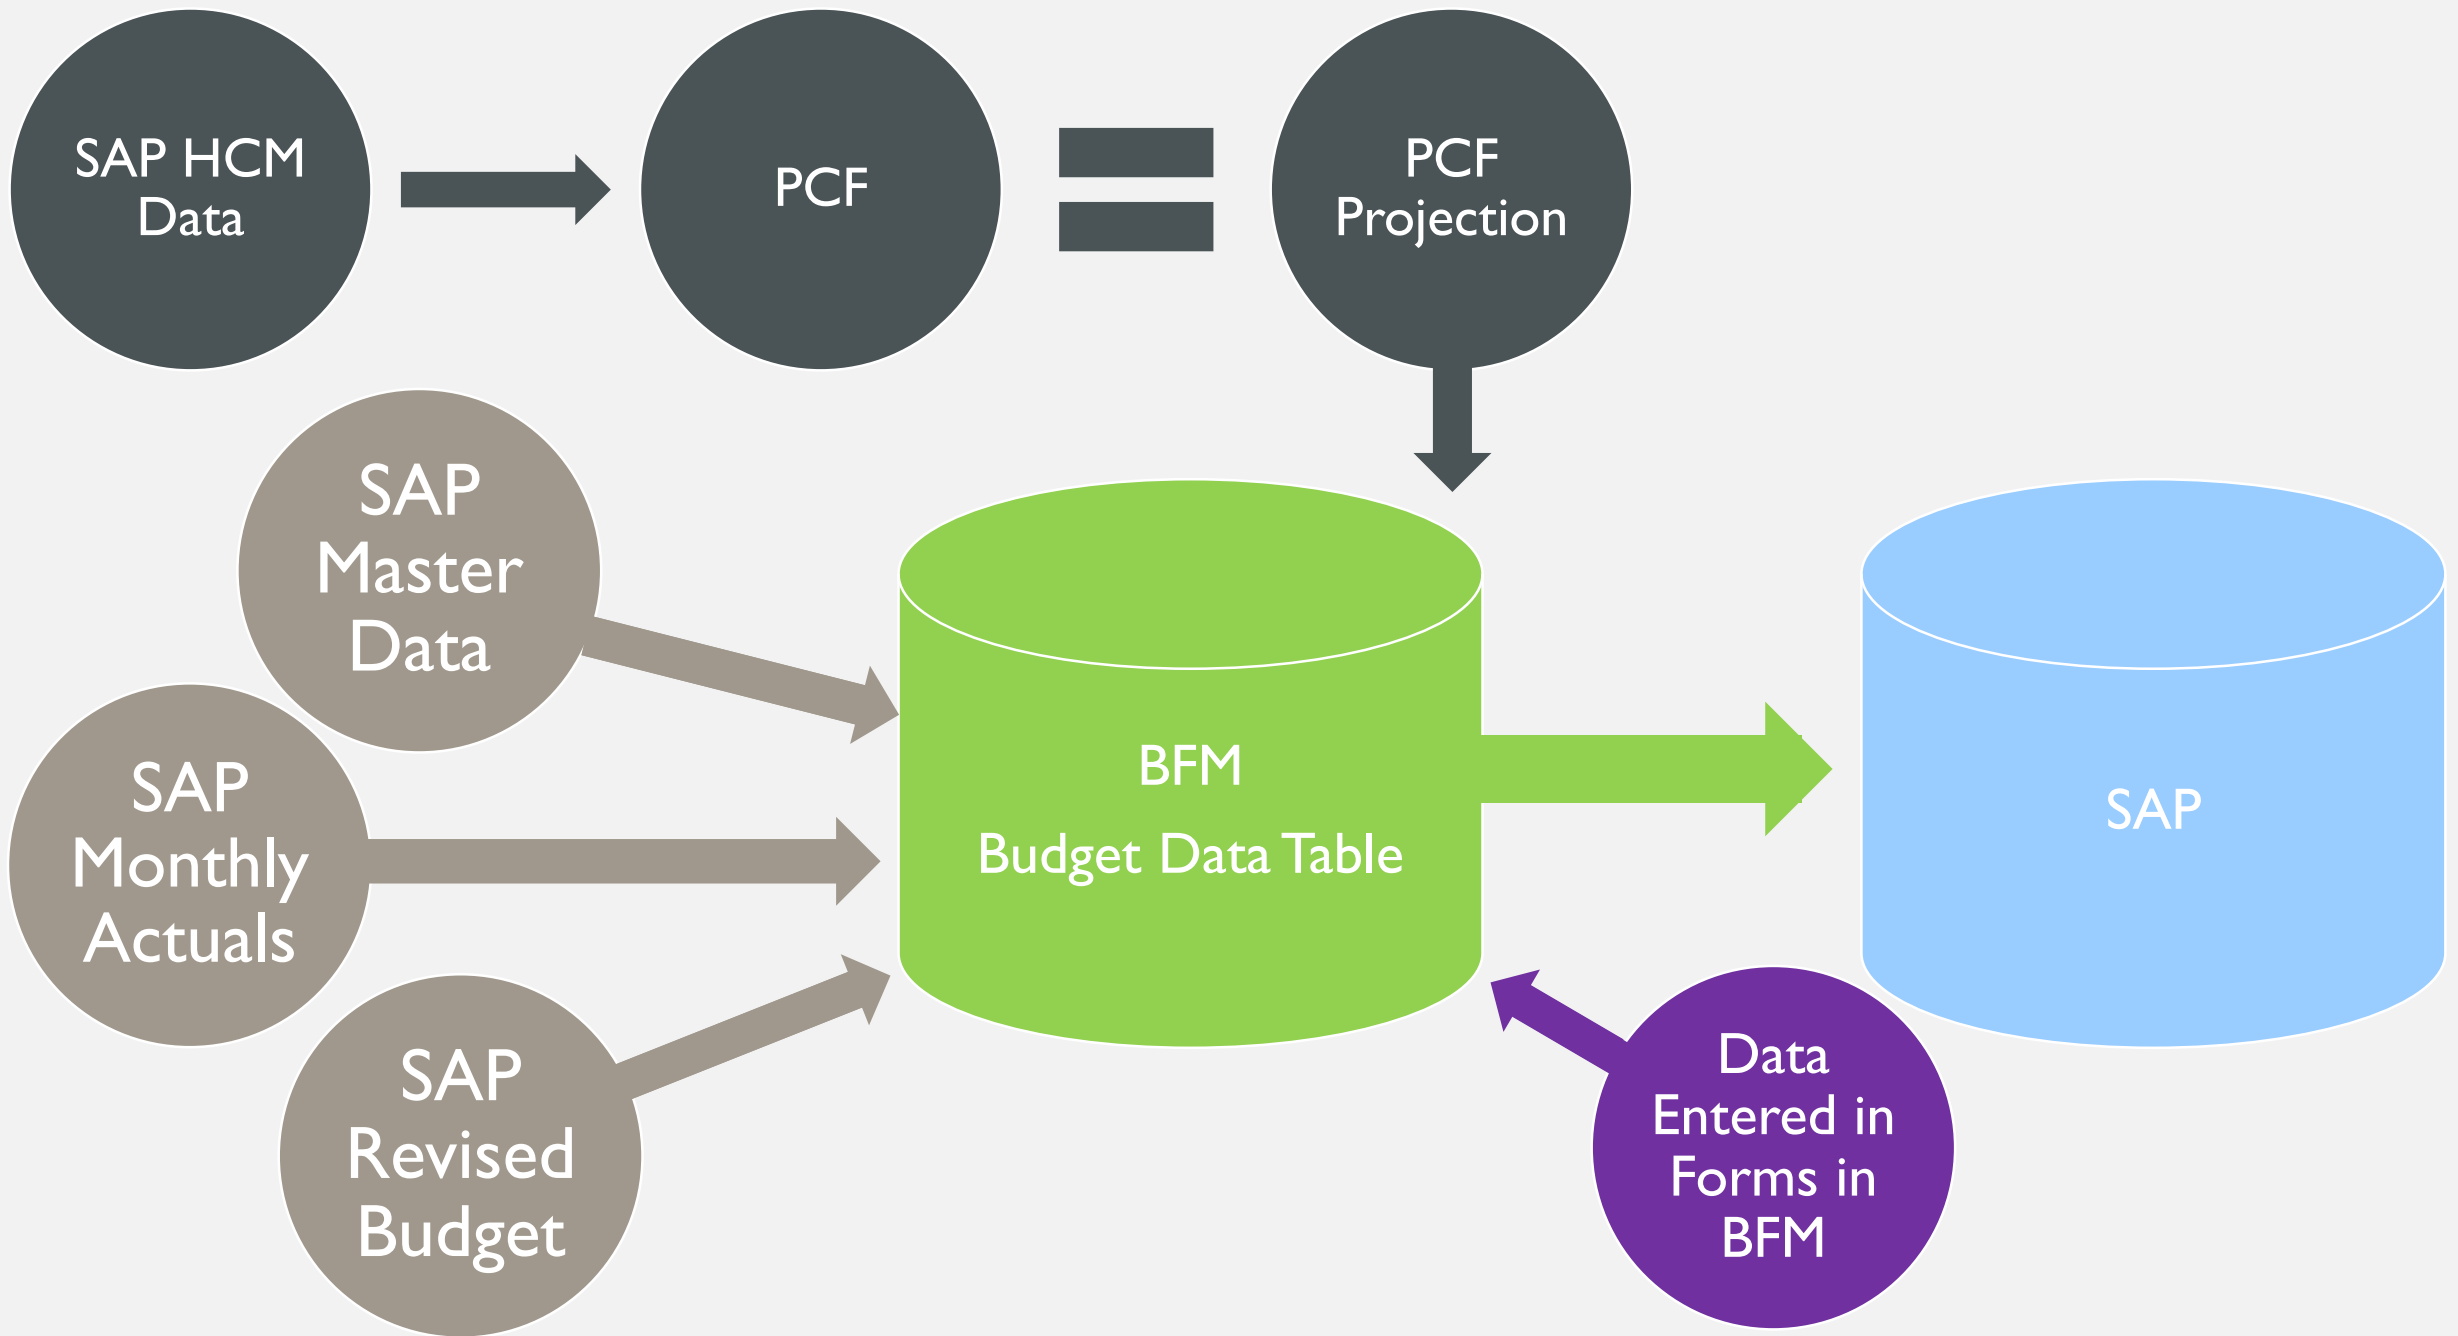 SAP HCM
Data
PCF
PCF
Projection
SAP
Master
Data
SAP
Monthly
Actuals
SAP
Revised
Budget
BFM
Budget Data Table
SAP
Data
Entered in
Forms in
BFM